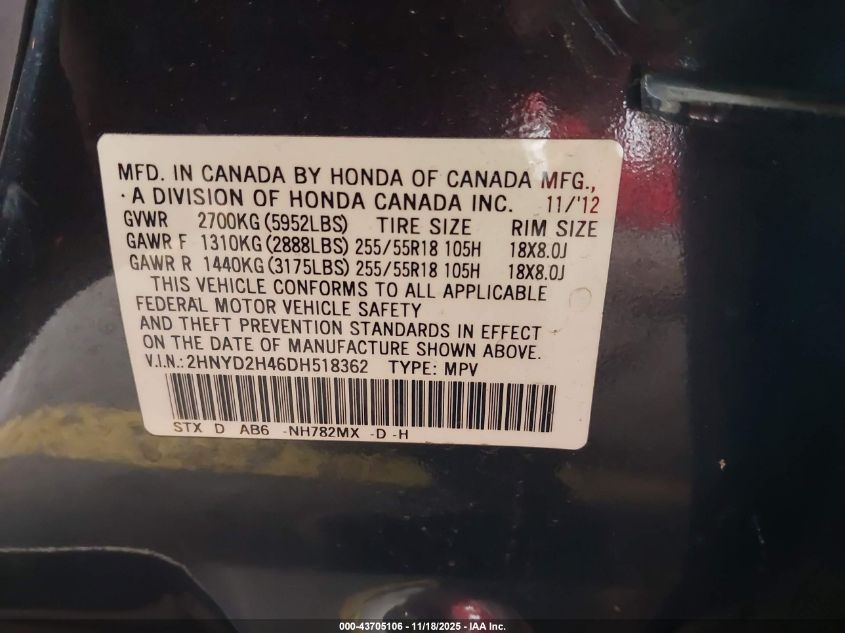 MFD. IN CANADA BY HONDA OF CANADA MFG.,
· A DIVISION OF HONDA CANADA INC. 11/'12
GVWR 2700KG(5952LBS) TIRE SIZE RIM SIZE
GAWR F 1310KG(2888LBS) 255/55R18 105H 18X8.0J
GAWR R 1440KG(3175LBS) 255/55R18 105H 18X8.0J
THIS VEHICLE CONFORMS TO ALL APPLICABLE
FEDERAL MOTOR VEHICLE SAFETY
AND THEFT PREVENTION STANDARDS IN EFFECT
ON THE DATE OF MANUFACTURE SHOWN ABOVE.
V.I.N.:2HNYD2H46DH518362 TYPE: MPV
STX D AB6 -NH782MX -D -H
000-43705106 - 11/18/2025 - IAA Inc.